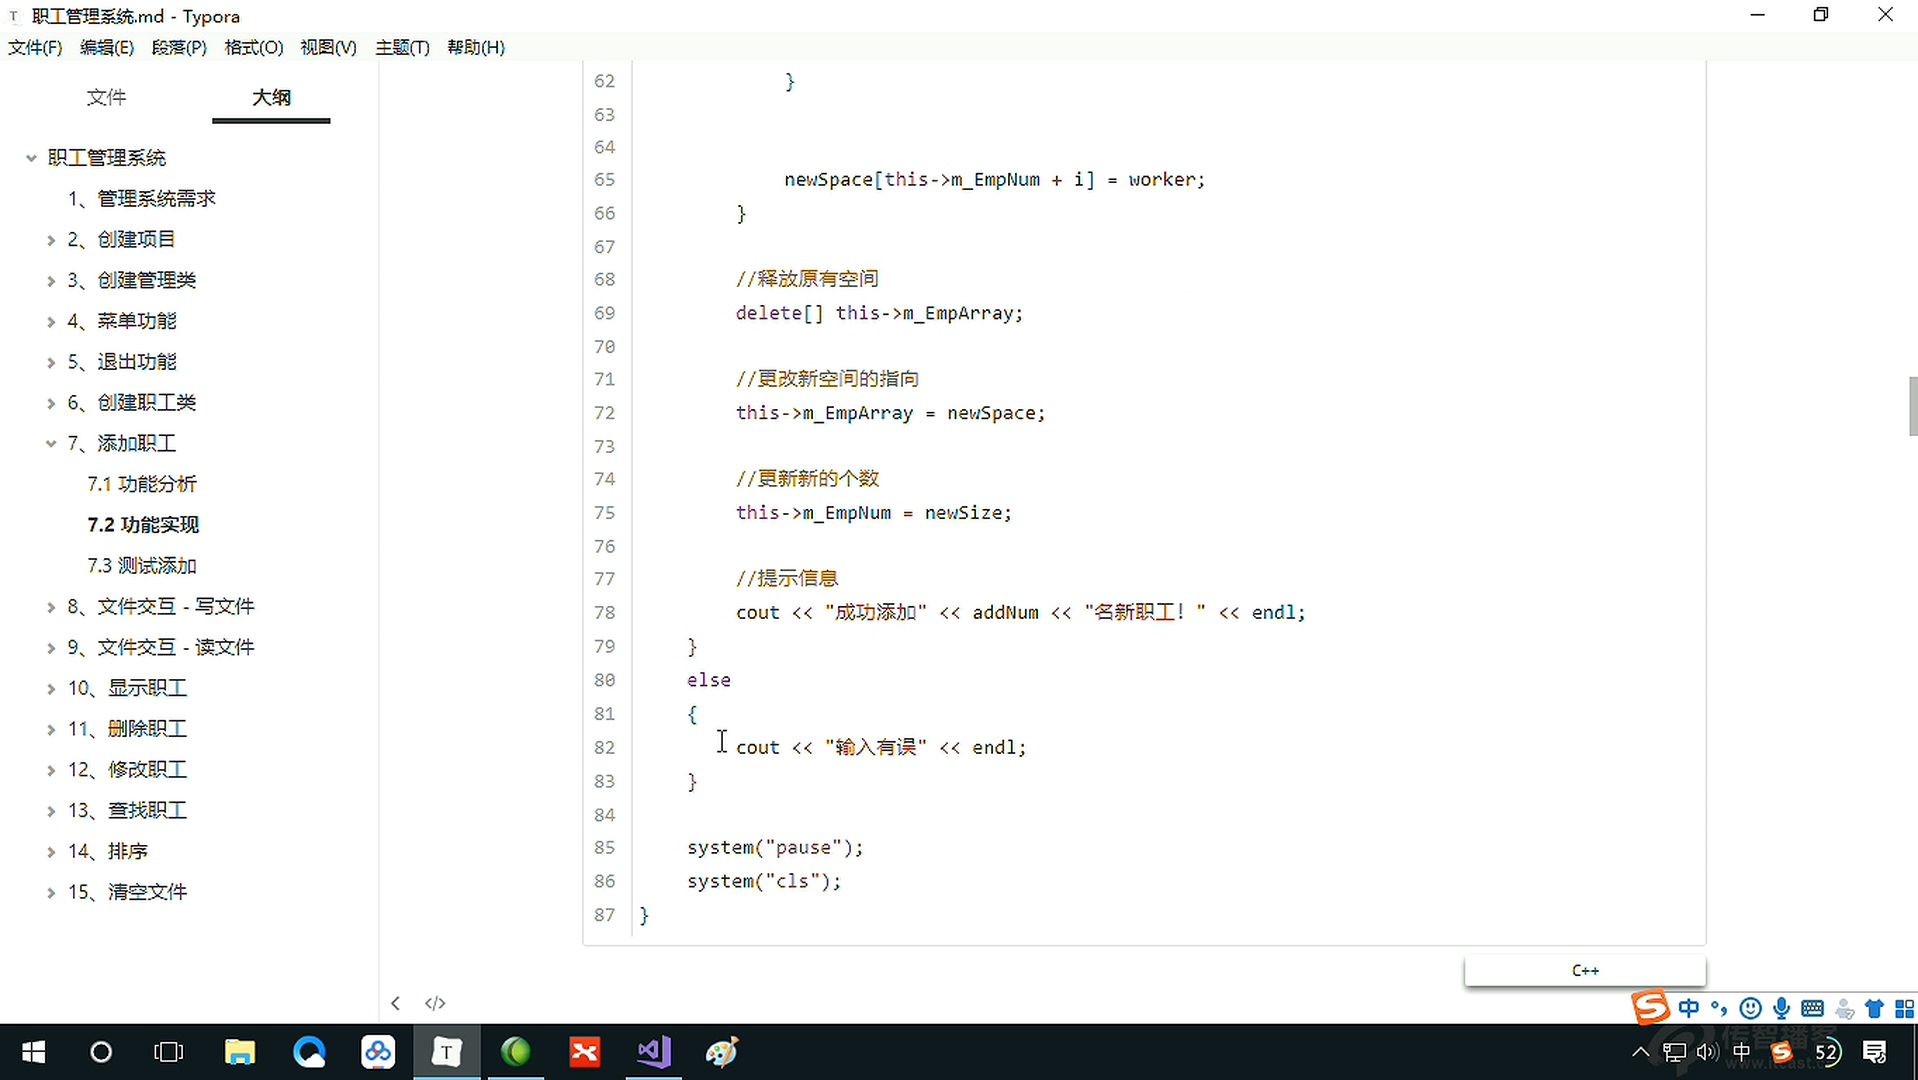 职工管理系统.md - Typora
文件(F) 编辑(E) 段落(P) 格式(O) 视图(V) 主题(T) 帮助(H)
文件 大纲
职工管理系统
1、管理系统需求
2、创建项目
3、创建管理类
4、菜单功能
5、退出功能
6、创建职工类
7、添加职工
7.1 功能分析
7.2 功能实现
7.3 测试添加
8、文件交互 - 写文件
9、文件交互 - 读文件
10、显示职工
11、删除职工
12、修改职工
13、查找职工
14、排序
15、清空文件
62 }
63
64
65 newSpace[this->m_EmpNum + i] = worker;
66 }
67
68 //释放原有空间
69 delete[] this->m_EmpArray;
70
71 //更改新空间的指向
72 this->m_EmpArray = newSpace;
73
74 //更新新的个数
75 this->m_EmpNum = newSize;
76
77 //提示信息
78 cout << "成功添加" << addNum << "名新职工！" << endl;
79 }
80 else
81 {
82 cout << "输入有误" << endl;
83 }
84
85 system("pause");
86 system("cls");
87 }
C++
</>
中
中
52
传智播客